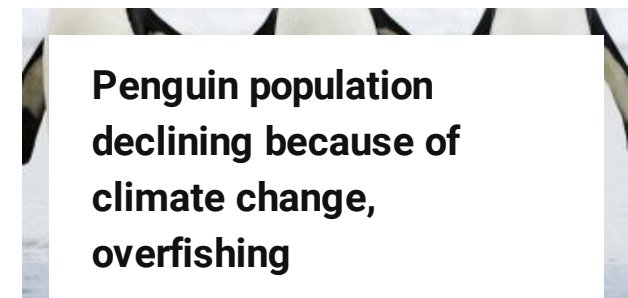 Penguin population
declining because of
climate change,
overfishing